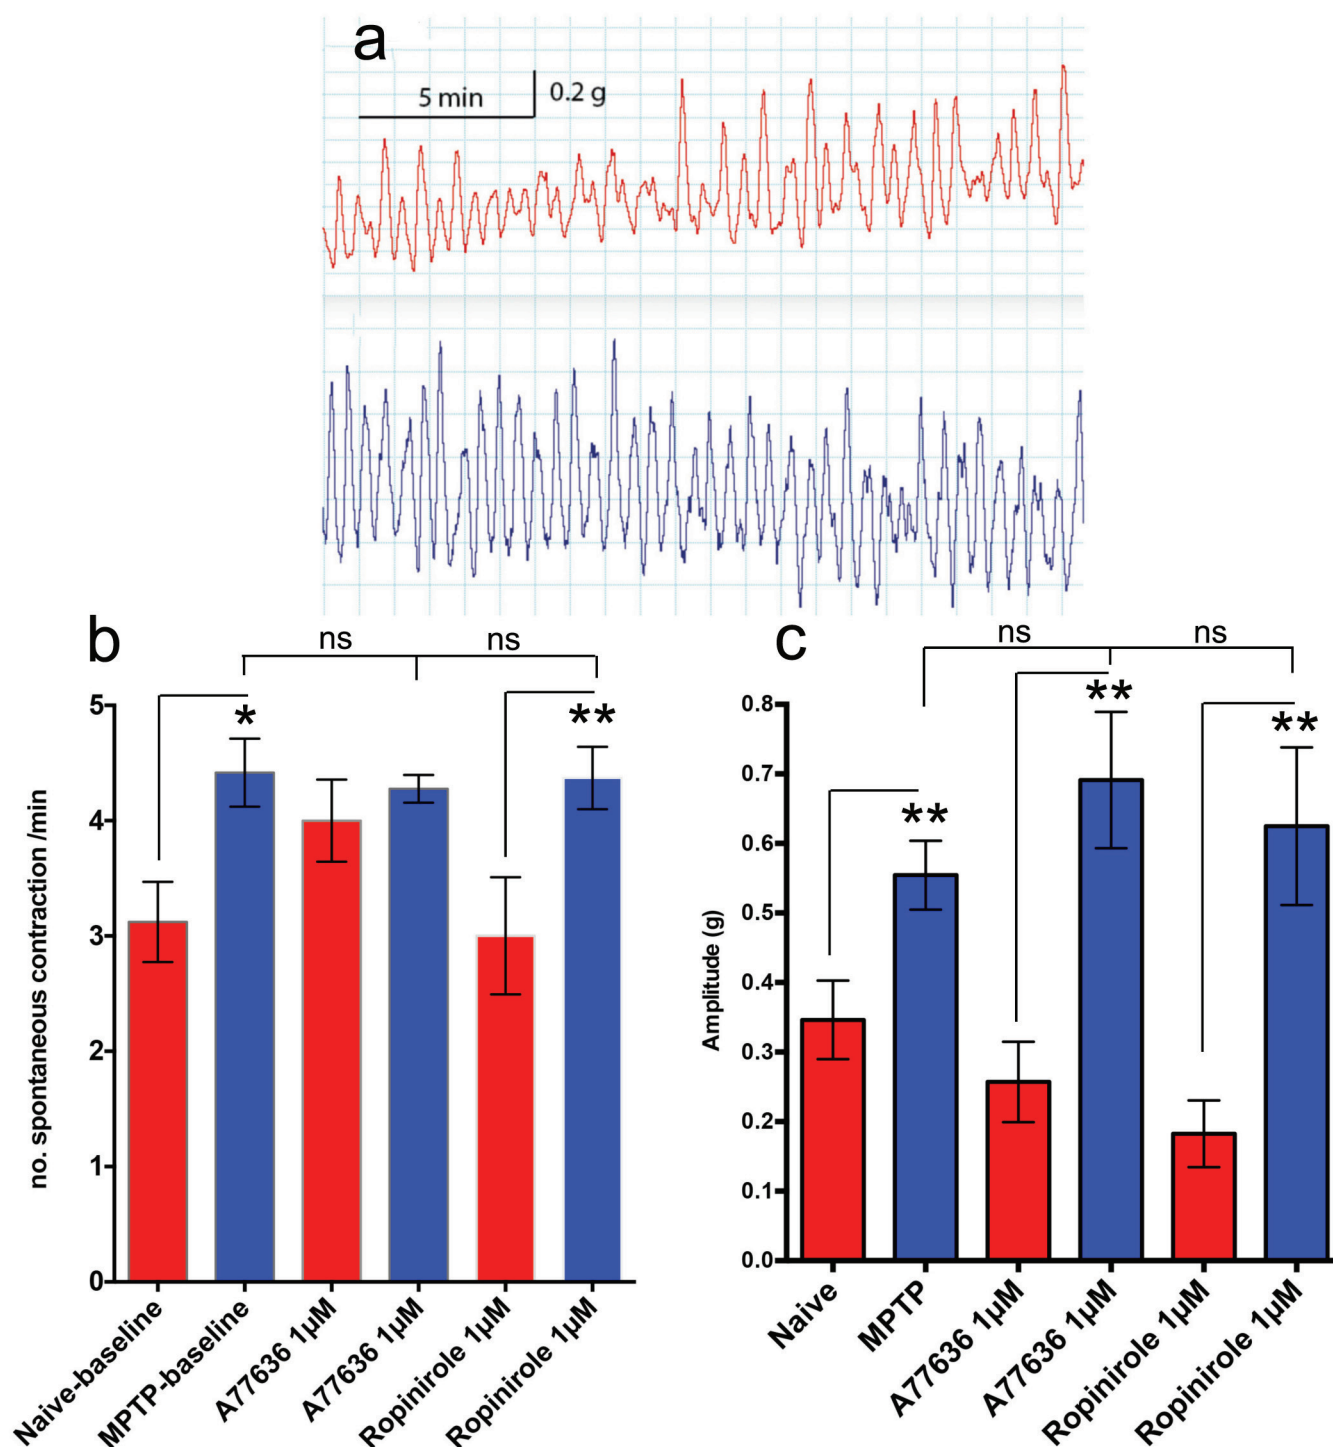 a
5 min
0.2 g
b
ns
ns
*
**
5
4
3
2
1
0
no. spontaneous contraction /min
Naive-baseline
MPTP-baseline
A77636 1µM
A77636 1µM
Ropinirole 1µM
Ropinirole 1µM
c
ns
ns
**
**
**
0.8
0.7
0.6
0.5
0.4
0.3
0.2
0.1
0.0
Amplitude (g)
Naive
MPTP
A77636 1µM
A77636 1µM
Ropinirole 1µM
Ropinirole 1µM